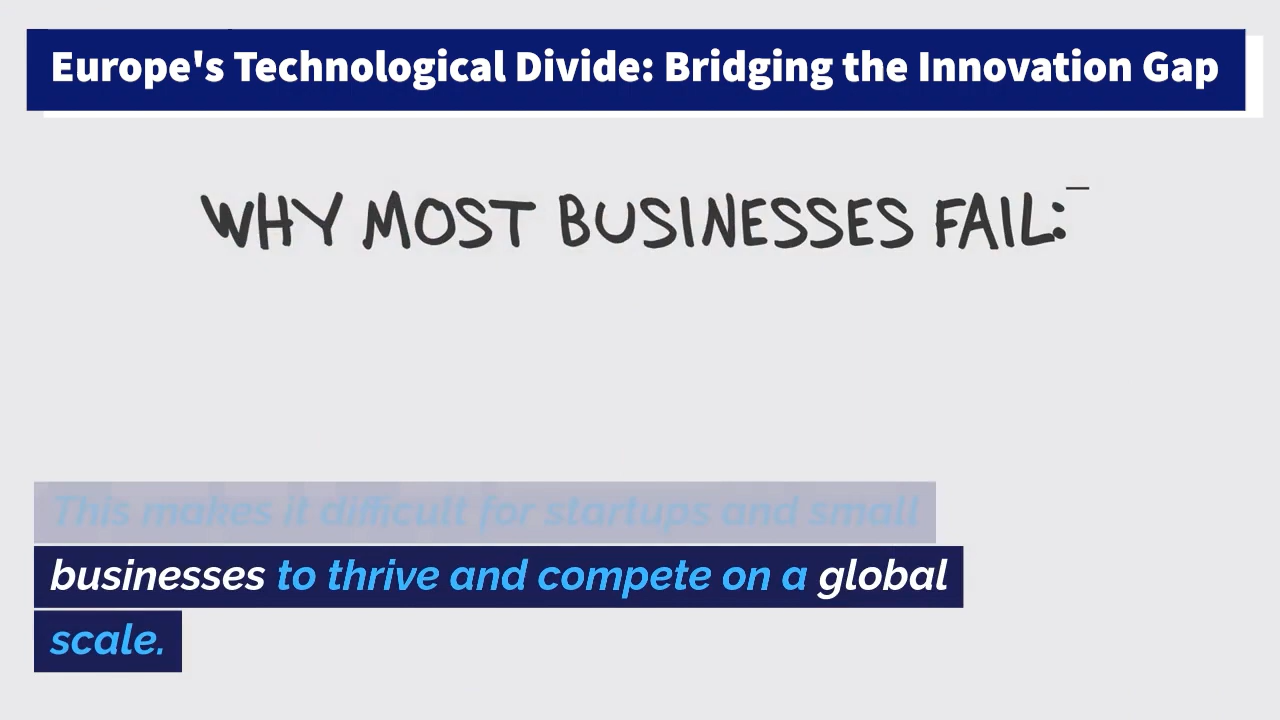 Europe's Technological Divide: Bridging the Innovation Gap
WHY MOST BUSINESSES FAIL:
This makes it difficult for startups and small
businesses to thrive and compete on a global
scale.